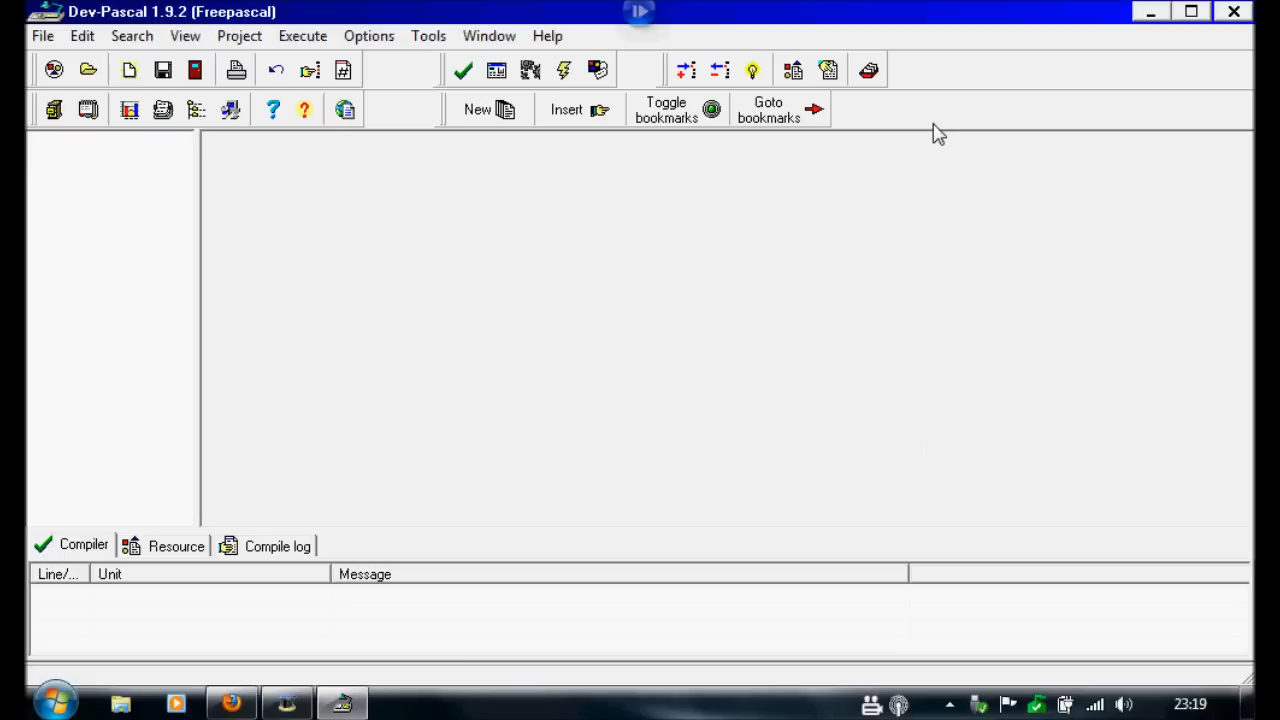 Dev-Pascal 1.9.2 (Freepascal)
File Edit Search View Project Execute Options Tools Window Help
New Insert Toggle bookmarks Goto bookmarks
Compiler Resource Compile log
Line/... Unit Message
23:19